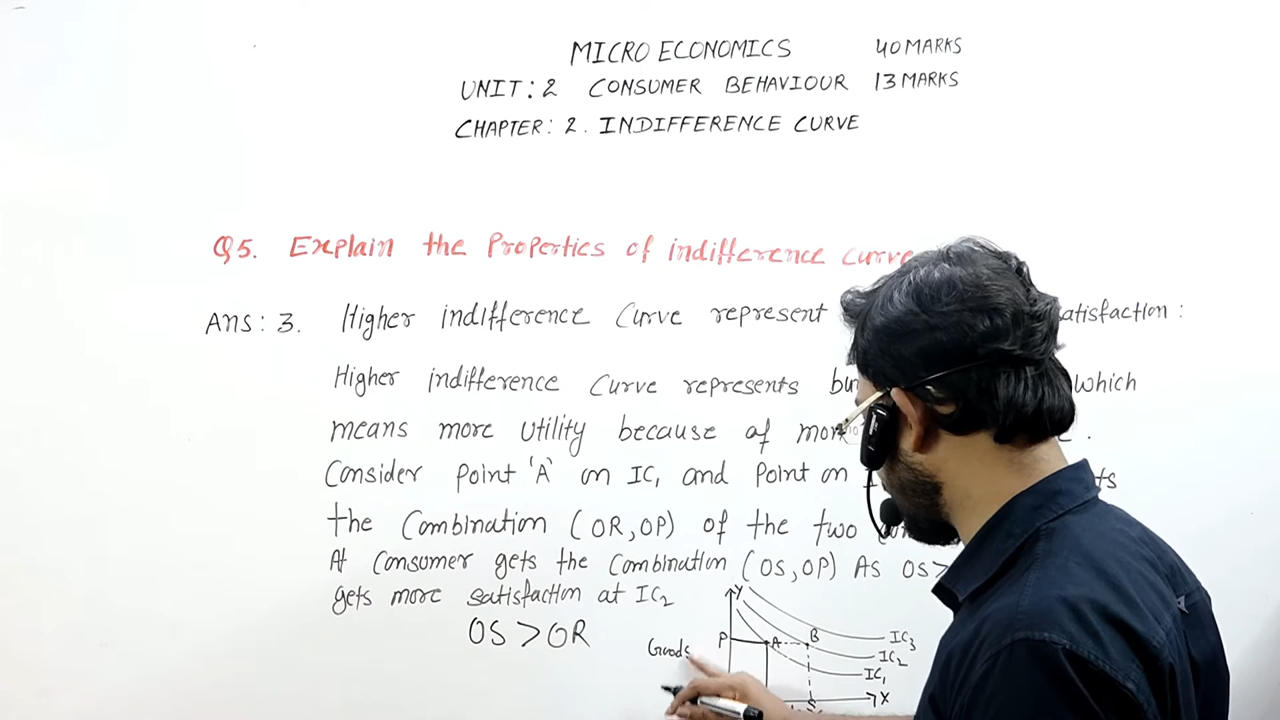 MICRO ECONOMICS 40 MARKS
UNIT: 2 CONSUMER BEHAVIOUR 13 MARKS
CHAPTER: 2. INDIFFERENCE CURVE
Q5. Explain the Properties of indifference curve
Ans: 3. Higher indifference Curve represent atisfaction:
Higher indifference Curve represents which
means more utility because of
Consider point 'A' on IC₁ and Point on
the Combination (OR, OP) of the two
At Consumer gets the Combination (OS, OP) As OS>
gets more satisfaction at IC₂
OS > OR
Goods
Y
P A B
IC₃
IC₂
IC₁
S X